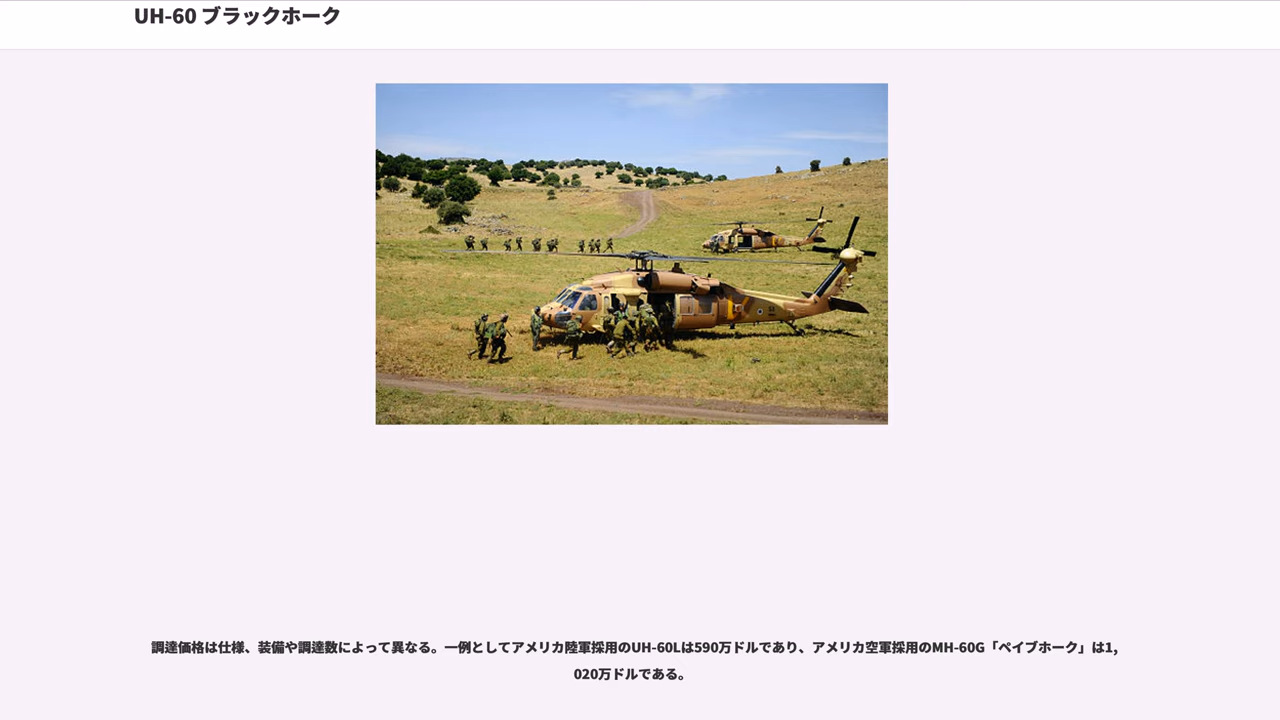 UH-60 ブラックホーク
調達価格は仕様、装備や調達数によって異なる。一例としてアメリカ陸軍採用のUH-60Lは590万ドルであり、アメリカ空軍採用のMH-60G「ペイブホーク」は1,
020万ドルである。